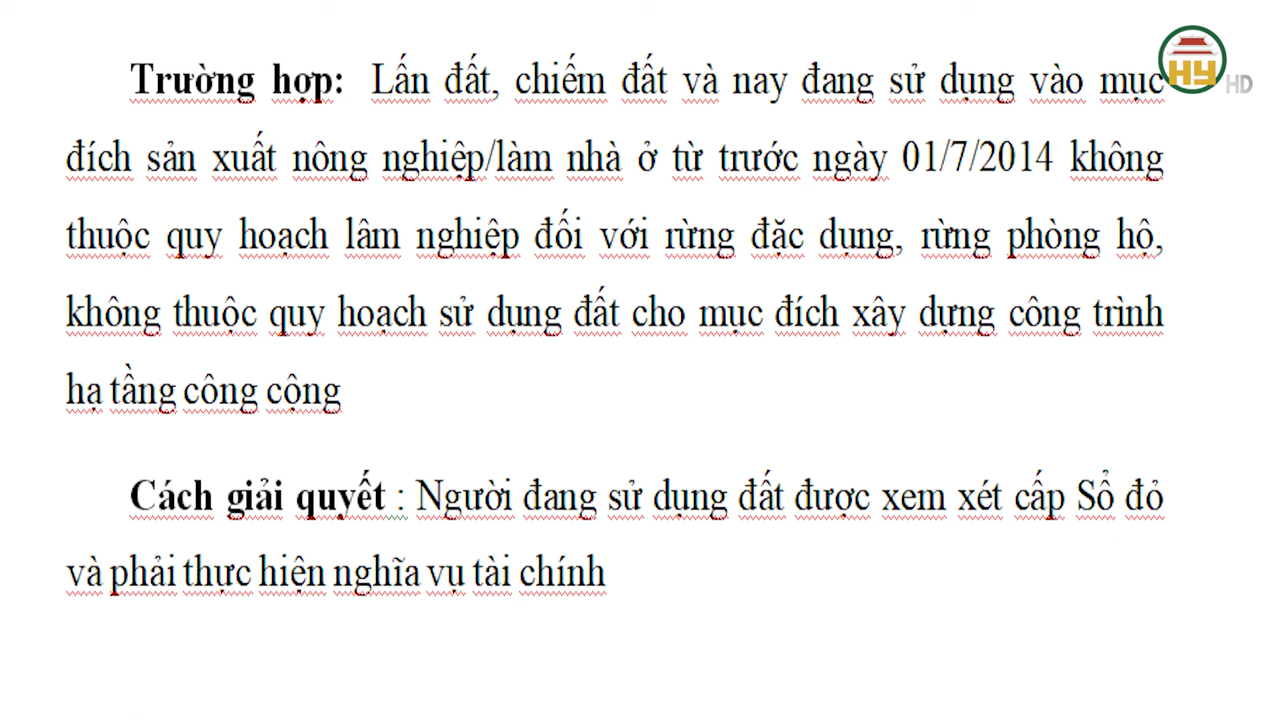 Trường hợp: Lấn đất, chiếm đất và nay đang sử dụng vào mục
đích sản xuất nông nghiệp/làm nhà ở từ trước ngày 01/7/2014 không
thuộc quy hoạch lâm nghiệp đối với rừng đặc dụng, rừng phòng hộ,
không thuộc quy hoạch sử dụng đất cho mục đích xây dựng công trình
hạ tầng công cộng
Cách giải quyết : Người đang sử dụng đất được xem xét cấp Sổ đỏ
và phải thực hiện nghĩa vụ tài chính
HY HD